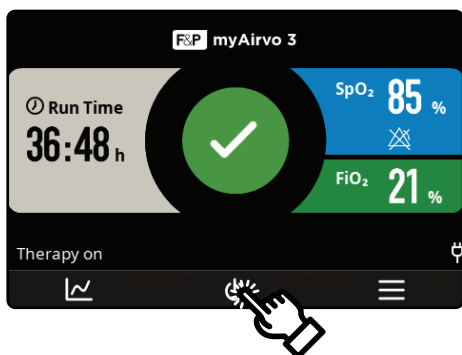 F&P myAirvo 3
Run Time
36:48 h
SpO₂ 85 %
FiO₂ 21 %
Therapy on